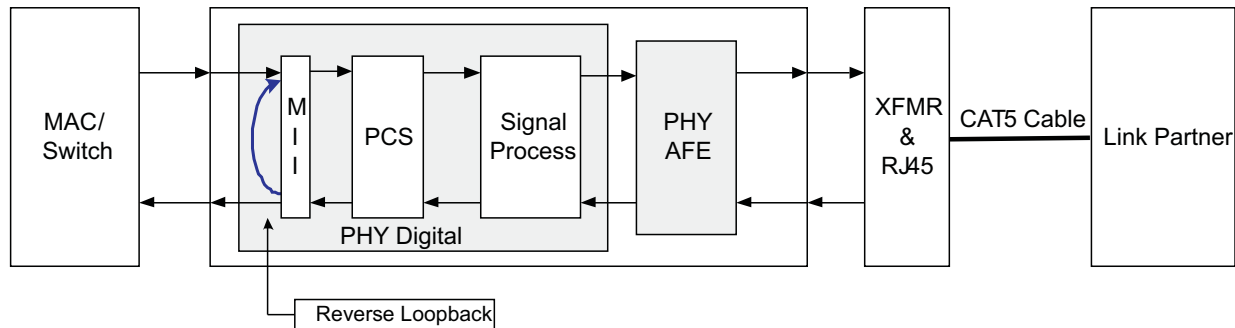 MAC/
Switch
M
I
I
PCS
Signal
Process
PHY Digital
PHY
AFE
XFMR
&
RJ45
CAT5 Cable
Link Partner
Reverse Loopback